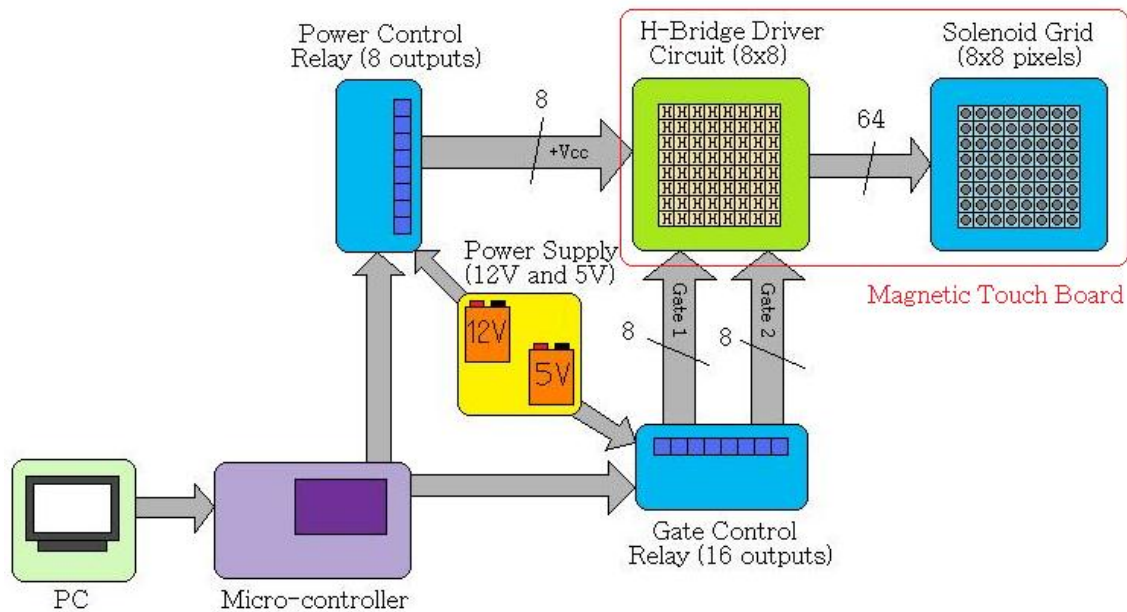 Power Control
Relay (8 outputs)
H-Bridge Driver
Circuit (8x8)
Solenoid Grid
(8x8 pixels)
8
+Vcc
64
Power Supply
(12V and 5V)
12V
5V
Gate 1
Gate 2
8
8
Magnetic Touch Board
Gate Control
Relay (16 outputs)
PC
Micro-controller